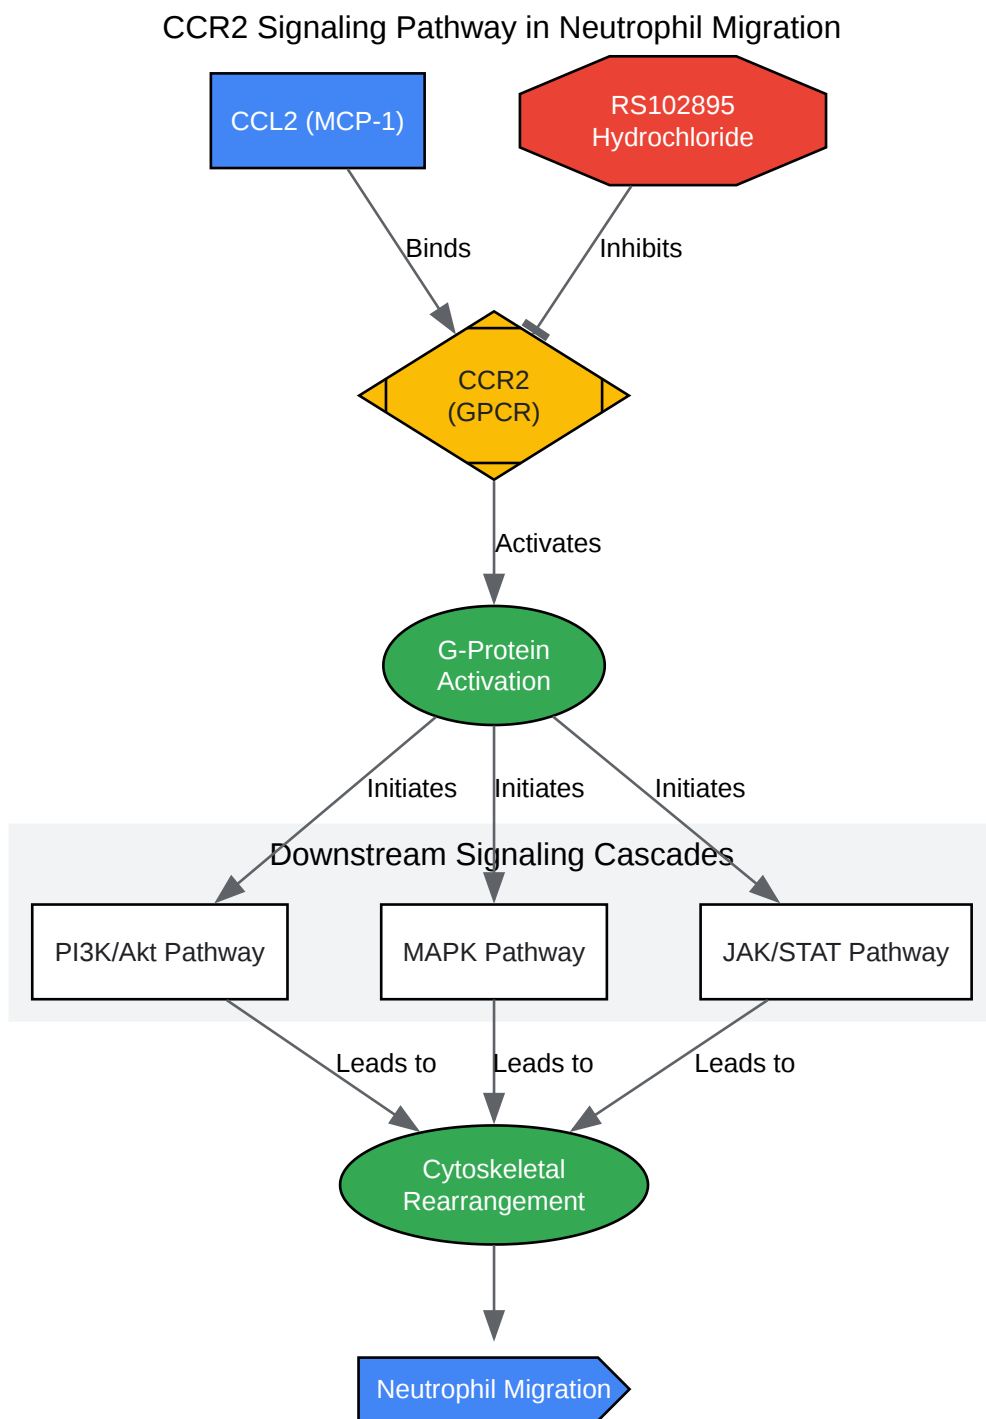 CCR2 Signaling Pathway in Neutrophil Migration
CCL2 (MCP-1)
RS102895
Hydrochloride
Binds
Inhibits
CCR2
(GPCR)
Activates
G-Protein
Activation
Initiates
Initiates
Initiates
Downstream Signaling Cascades
PI3K/Akt Pathway
MAPK Pathway
JAK/STAT Pathway
Leads to
Leads to
Leads to
Cytoskeletal
Rearrangement
Neutrophil Migration